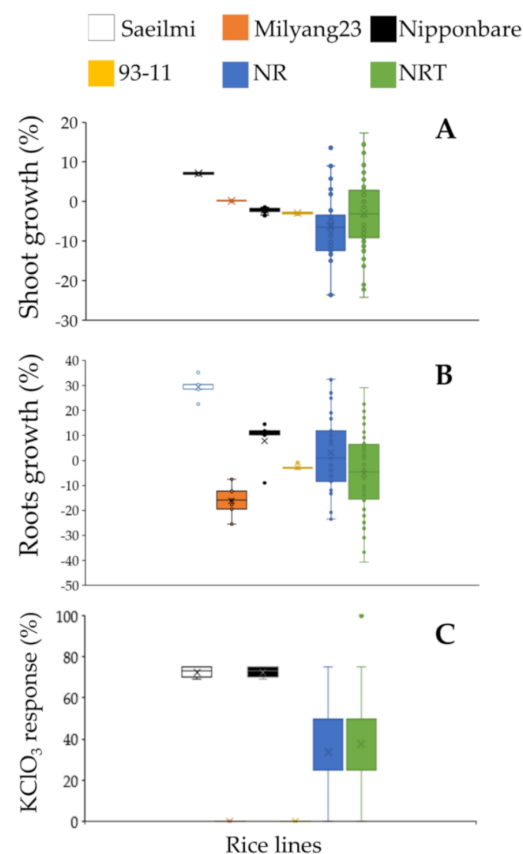 Saeilmi Milyang23 Nipponbare
93-11 NR NRT
A
Shoot growth (%)
20
10
0
-10
-20
-30
B
Roots growth (%)
40
30
20
10
0
-10
-20
-30
-40
-50
C
KClO₃ response (%)
100
80
60
40
20
0
Rice lines